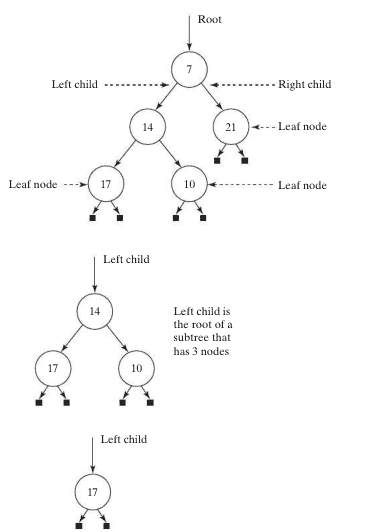 Root
7
Left child
Right child
14
21
Leaf node
Leaf node
17
10
Leaf node
Left child
14
Left child is
the root of a
subtree that
has 3 nodes
17
10
Left child
17